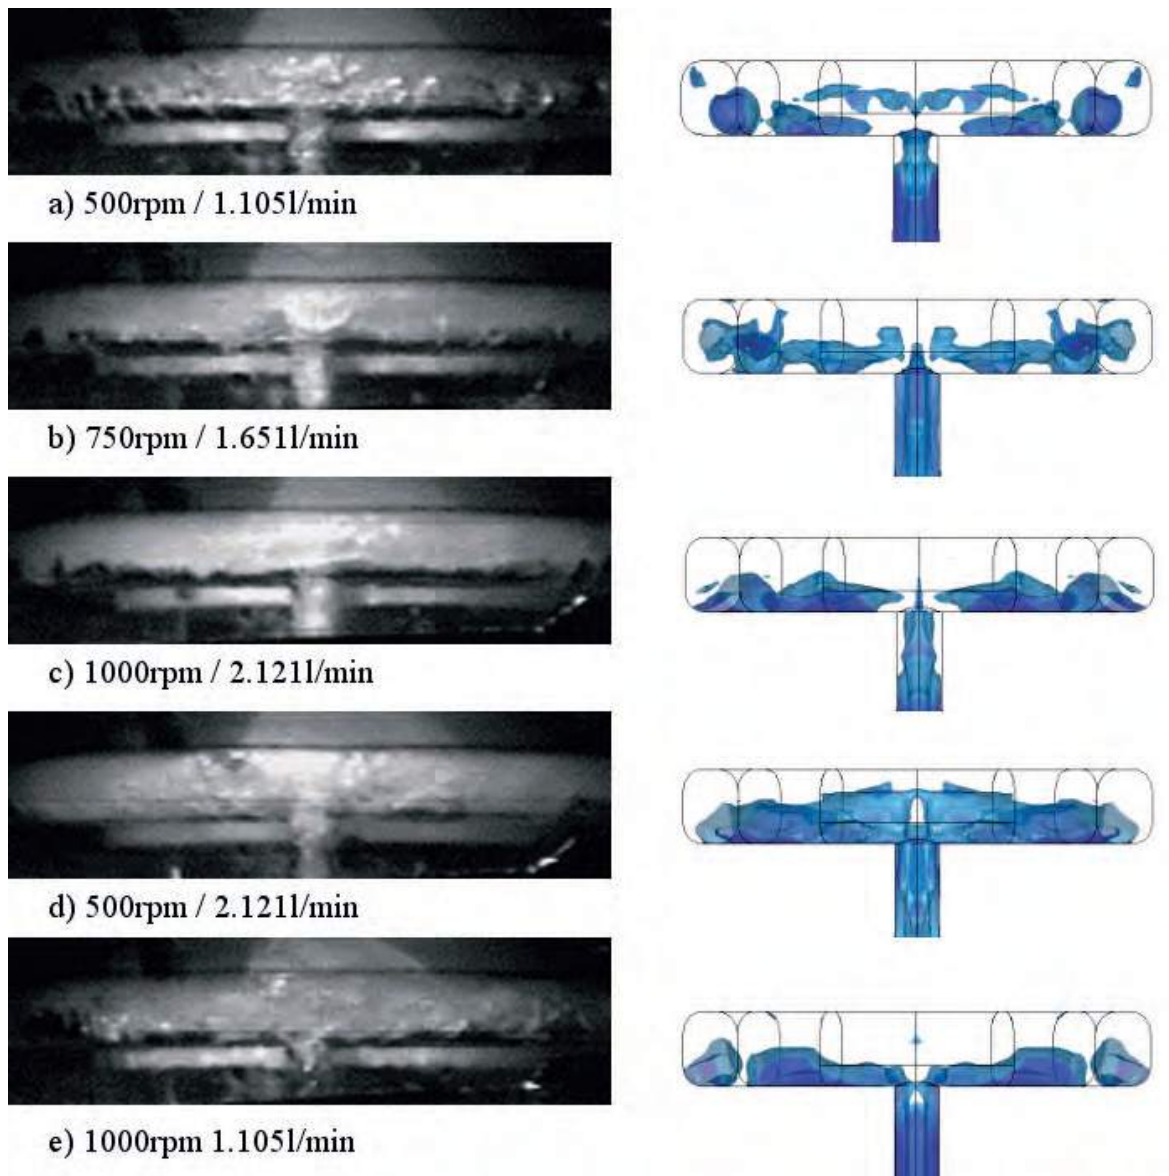 a) 500rpm / 1.105l/min
b) 750rpm / 1.651l/min
c) 1000rpm / 2.121l/min
d) 500rpm / 2.121l/min
e) 1000rpm 1.105l/min